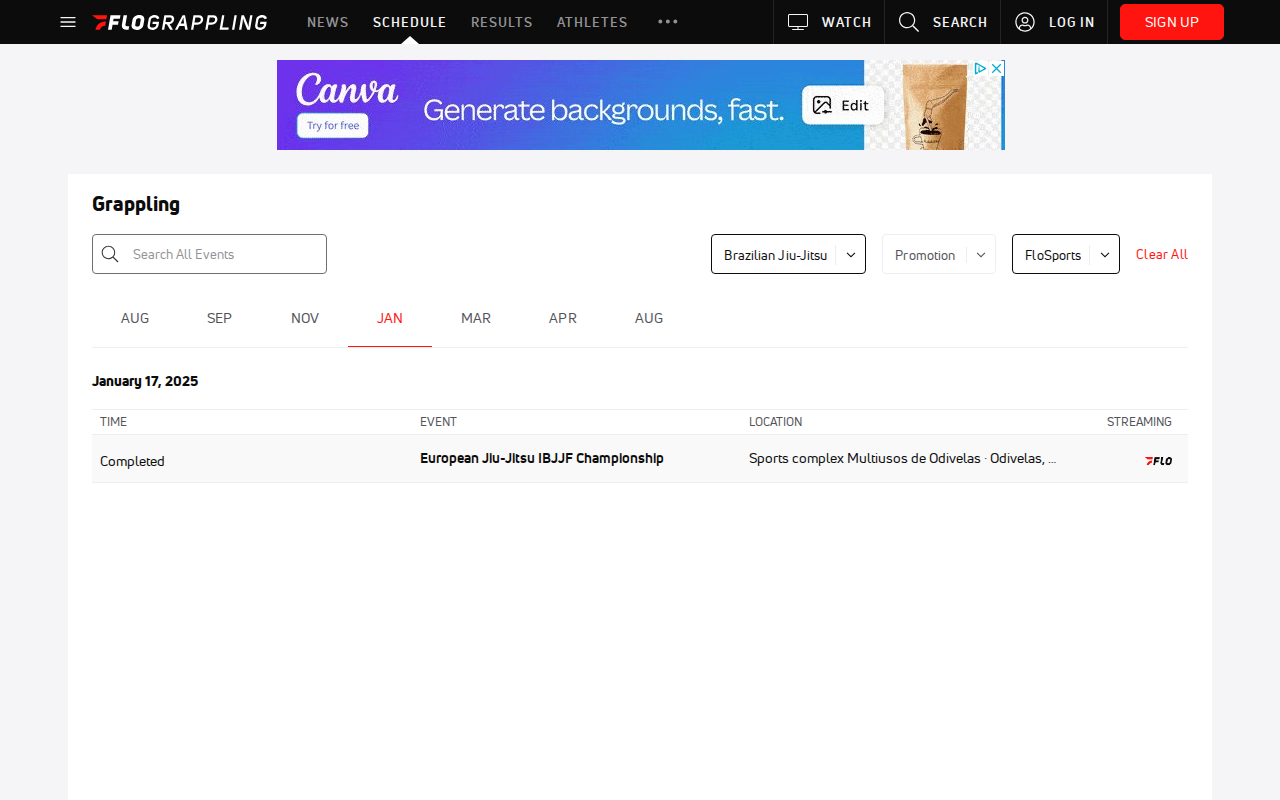 FLOGRAPPLING NEWS SCHEDULE RESULTS ATHLETES WATCH SEARCH LOG IN SIGN UP
Canva
Try for free
Generate backgrounds, fast.
Edit
Grappling
Search All Events
Brazilian Jiu-Jitsu Promotion FloSports Clear All
AUG SEP NOV JAN MAR APR AUG
January 17, 2025
TIME EVENT LOCATION STREAMING
Completed European Jiu-Jitsu IBJJF Championship Sports complex Multiusos de Odivelas · Odivelas, ... FLO